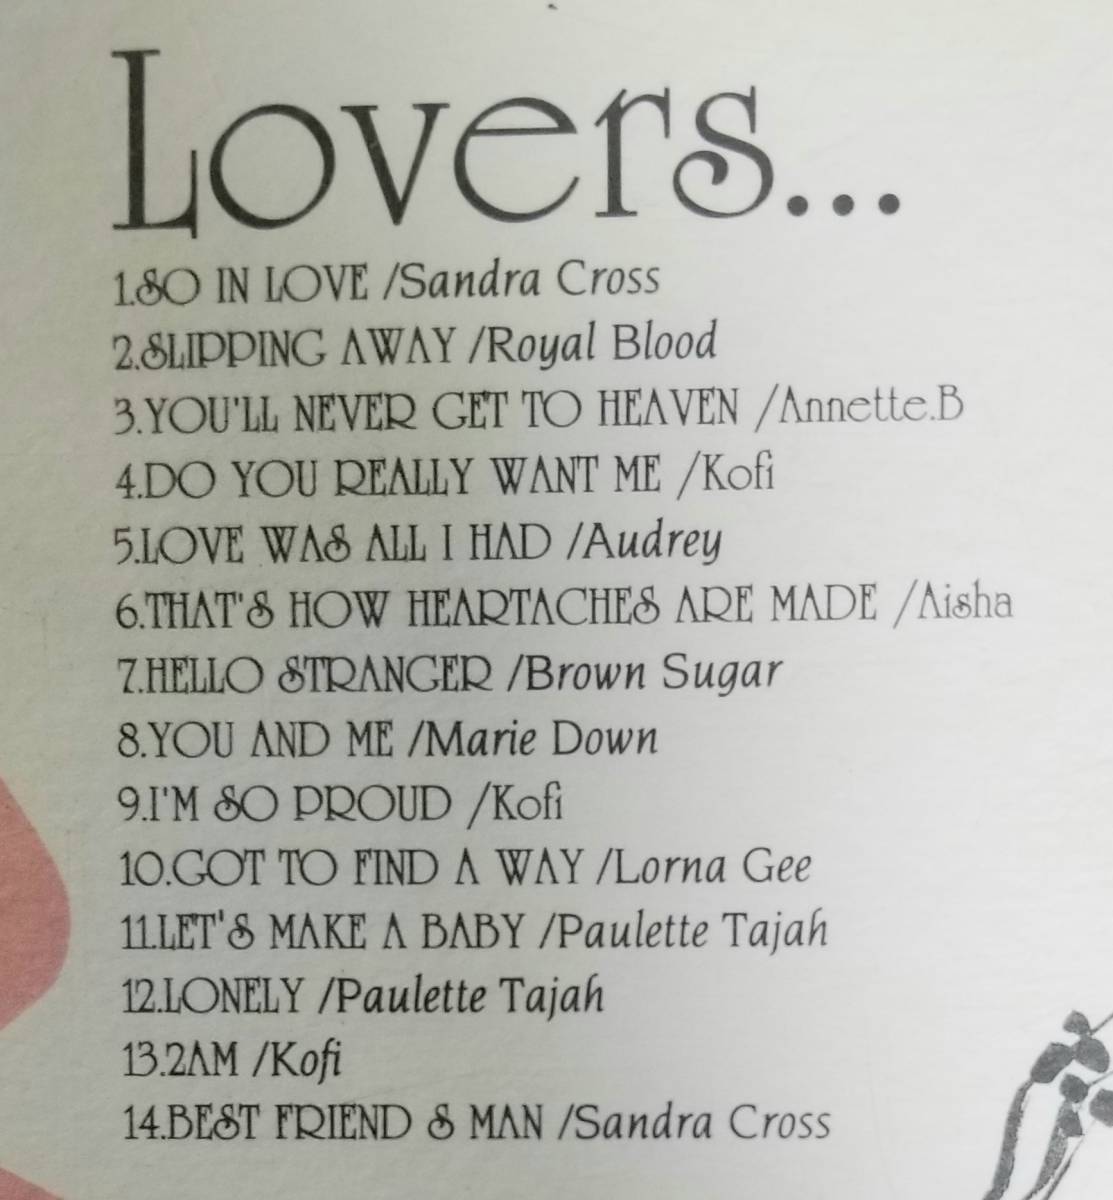 Lovers...
1.SO IN LOVE /Sandra Cross
2.SLIPPING AWAY /Royal Blood
3.YOU'LL NEVER GET TO HEAVEN /Annette.B
4.DO YOU REALLY WANT ME /Kofi
5.LOVE WAS ALL I HAD /Audrey
6.THAT'S HOW HEARTACHES ARE MADE /Aisha
7.HELLO STRANGER /Brown Sugar
8.YOU AND ME /Marie Down
9.I'M SO PROUD /Kofi
10.GOT TO FIND A WAY /Lorna Gee
11.LET'S MAKE A BABY /Paulette Tajah
12.LONELY /Paulette Tajah
13.2AM /Kofi
14.BEST FRIEND S MAN /Sandra Cross